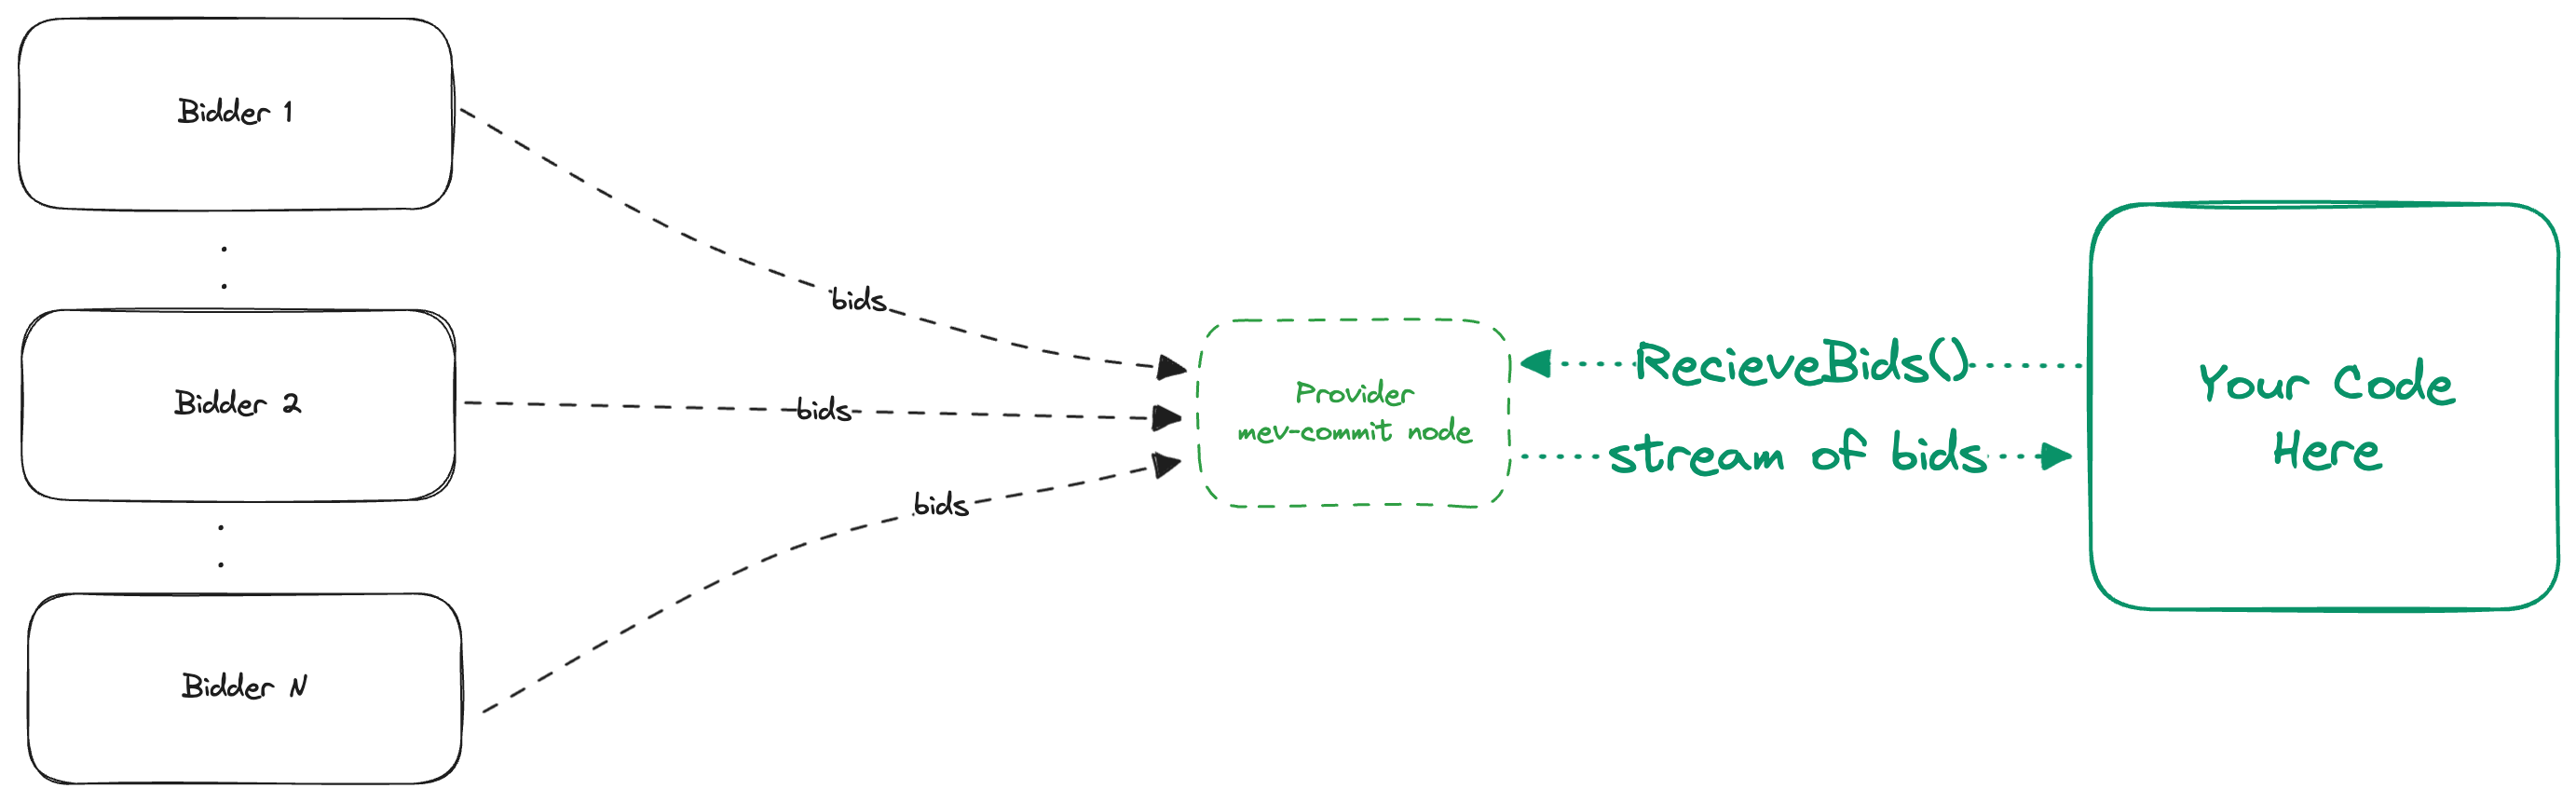 Bidder 1
bids
Bidder 2
bids
Provider
mev-commit node
RecieveBids()
stream of bids
Your Code
Here
bids
Bidder N